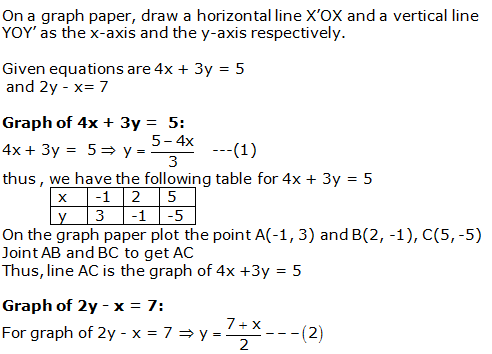 On a graph paper, draw a horizontal line X'OX and a vertical line
YOY' as the x-axis and the y-axis respectively.
Given equations are 4x + 3y = 5
and 2y - x= 7
Graph of 4x + 3y = 5:
4x + 3y = 5 ⇒ y = (5 – 4x)/3 ---(1)
thus , we have the following table for 4x + 3y = 5
x -1 2 5
y 3 -1 -5
On the graph paper plot the point A(-1, 3) and B(2, -1), C(5, -5)
Joint AB and BC to get AC
Thus, line AC is the graph of 4x +3y = 5
Graph of 2y - x = 7:
For graph of 2y - x = 7 ⇒ y = (7 + x)/2 - - - (2)